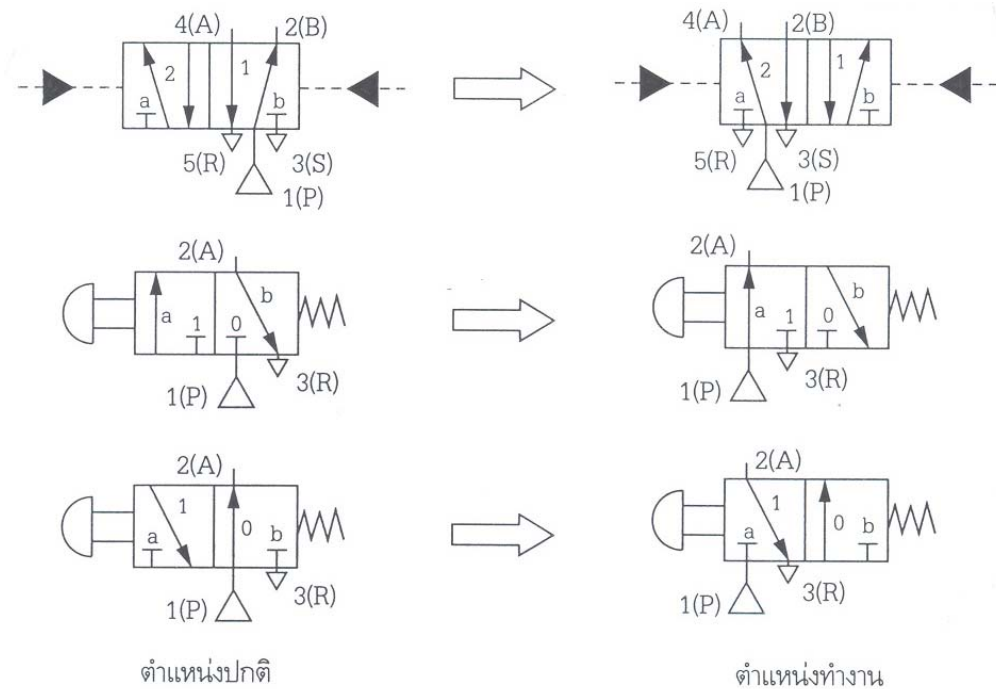 4(A) 2(B) 4(A) 2(B)
a 2 1 b a 2 1 b
5(R) 3(S) 5(R) 3(S)
1(P) 1(P)
2(A) 2(A)
a 1 0 b a 1 0 b
1(P) 3(R) 1(P) 3(R)
2(A) 2(A)
a 1 0 b a 1 0 b
1(P) 3(R) 1(P) 3(R)
ตำแหน่งปกติ ตำแหน่งทำงาน